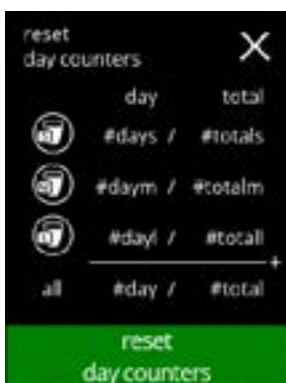 reset
day counters
day total
#days / #totals
#daym / #totalm
#dayl / #totall
+
all #day / #total
reset
day counters